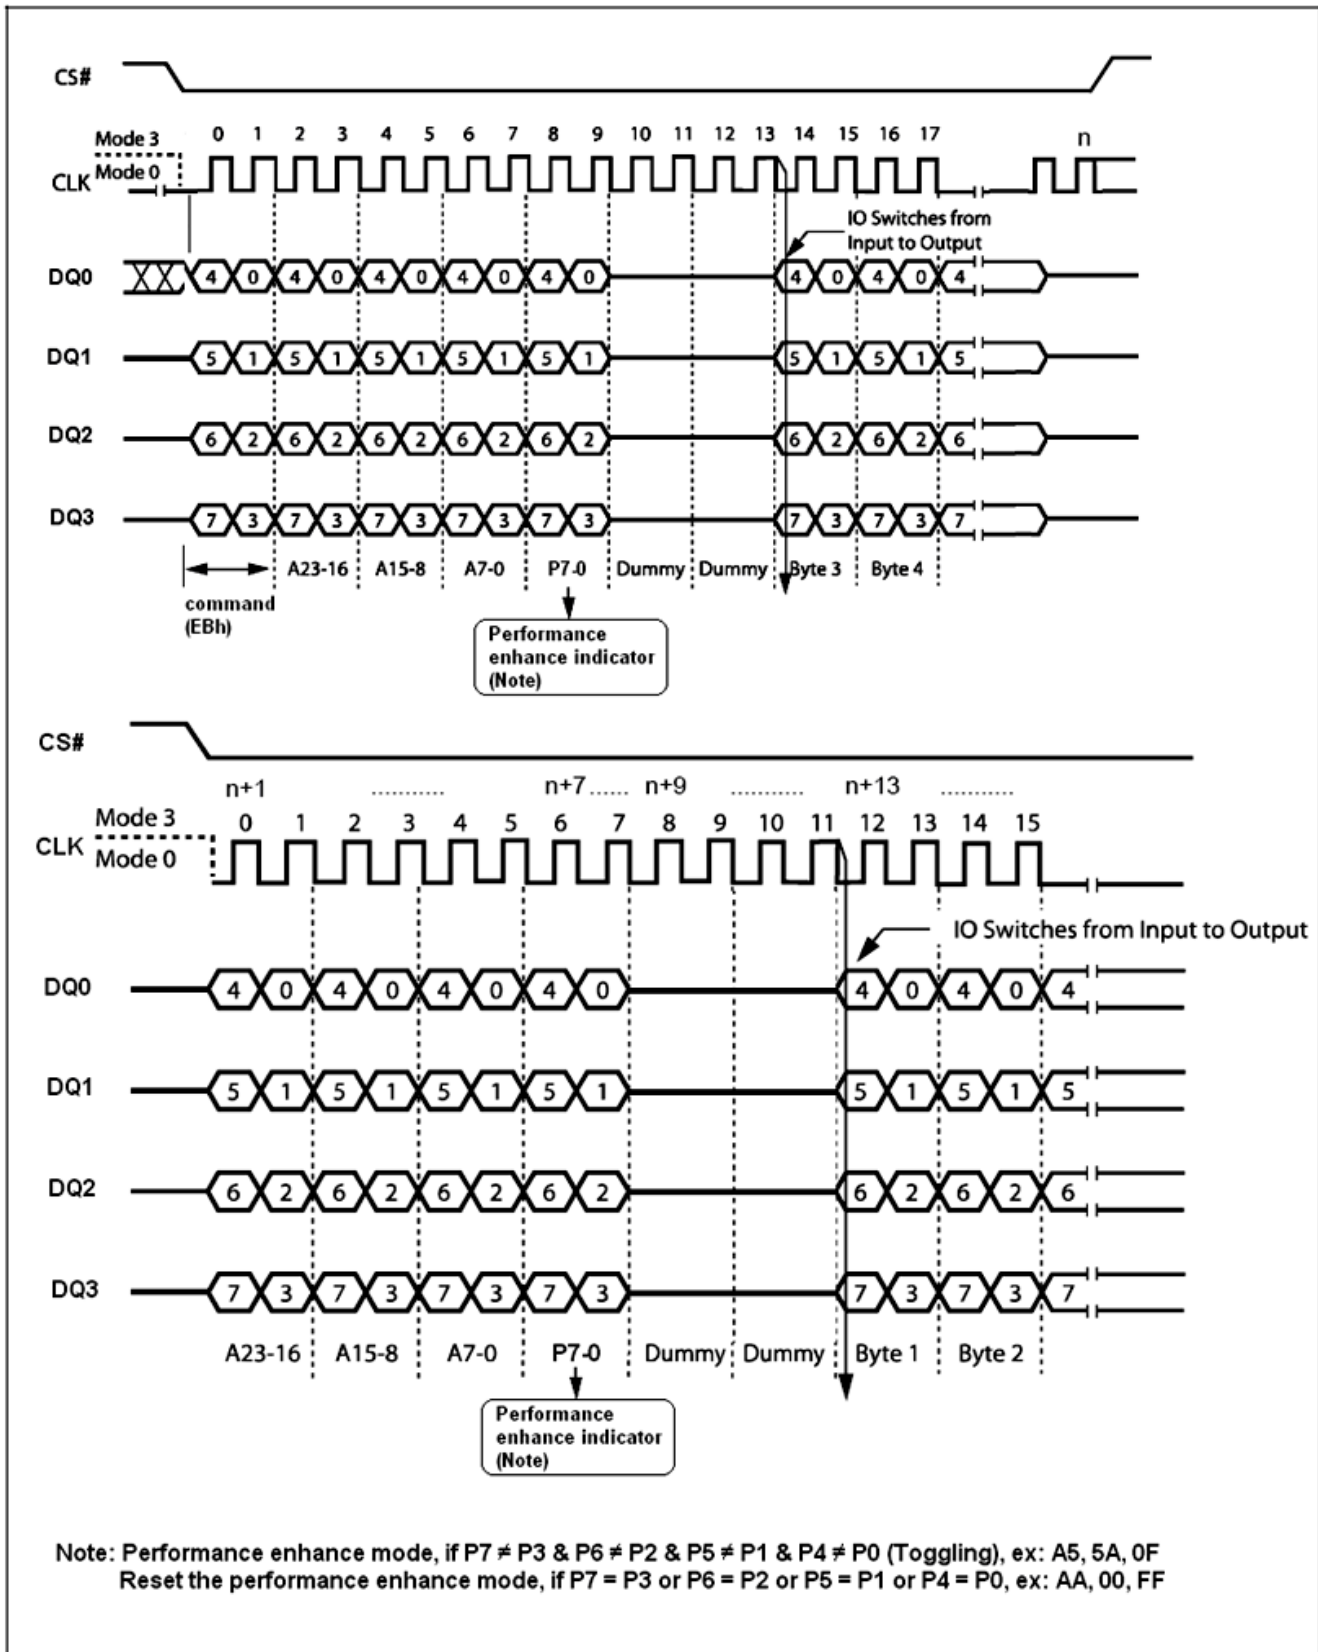 CS#
Mode 3
0 1 2 3 4 5 6 7 8 9 10 11 12 13 14 15 16 17 n
Mode 0
CLK
IO Switches from
Input to Output
DQ0 4 0 4 0 4 0 4 0 4 0 4 0 4 0 4
DQ1 5 1 5 1 5 1 5 1 5 1 5 1 5 1 5
DQ2 6 2 6 2 6 2 6 2 6 2 6 2 6 2 6
DQ3 7 3 7 3 7 3 7 3 7 3 7 3 7 3 7
A23-16 A15-8 A7-0 P7-0 Dummy Dummy Byte 3 Byte 4
command
(EBh)
Performance
enhance indicator
(Note)
CS#
n+1 ........... n+7...... n+9 ........... n+13 ...........
Mode 3
0 1 2 3 4 5 6 7 8 9 10 11 12 13 14 15
CLK
Mode 0
IO Switches from Input to Output
DQ0 4 0 4 0 4 0 4 0 4 0 4 0 4
DQ1 5 1 5 1 5 1 5 1 5 1 5 1 5
DQ2 6 2 6 2 6 2 6 2 6 2 6 2 6
DQ3 7 3 7 3 7 3 7 3 7 3 7 3 7
A23-16 A15-8 A7-0 P7-0 Dummy Dummy Byte 1 Byte 2
Performance
enhance indicator
(Note)
Note: Performance enhance mode, if P7 ≠ P3 & P6 ≠ P2 & P5 ≠ P1 & P4 ≠ P0 (Toggling), ex: A5, 5A, 0F
Reset the performance enhance mode, if P7 = P3 or P6 = P2 or P5 = P1 or P4 = P0, ex: AA, 00, FF